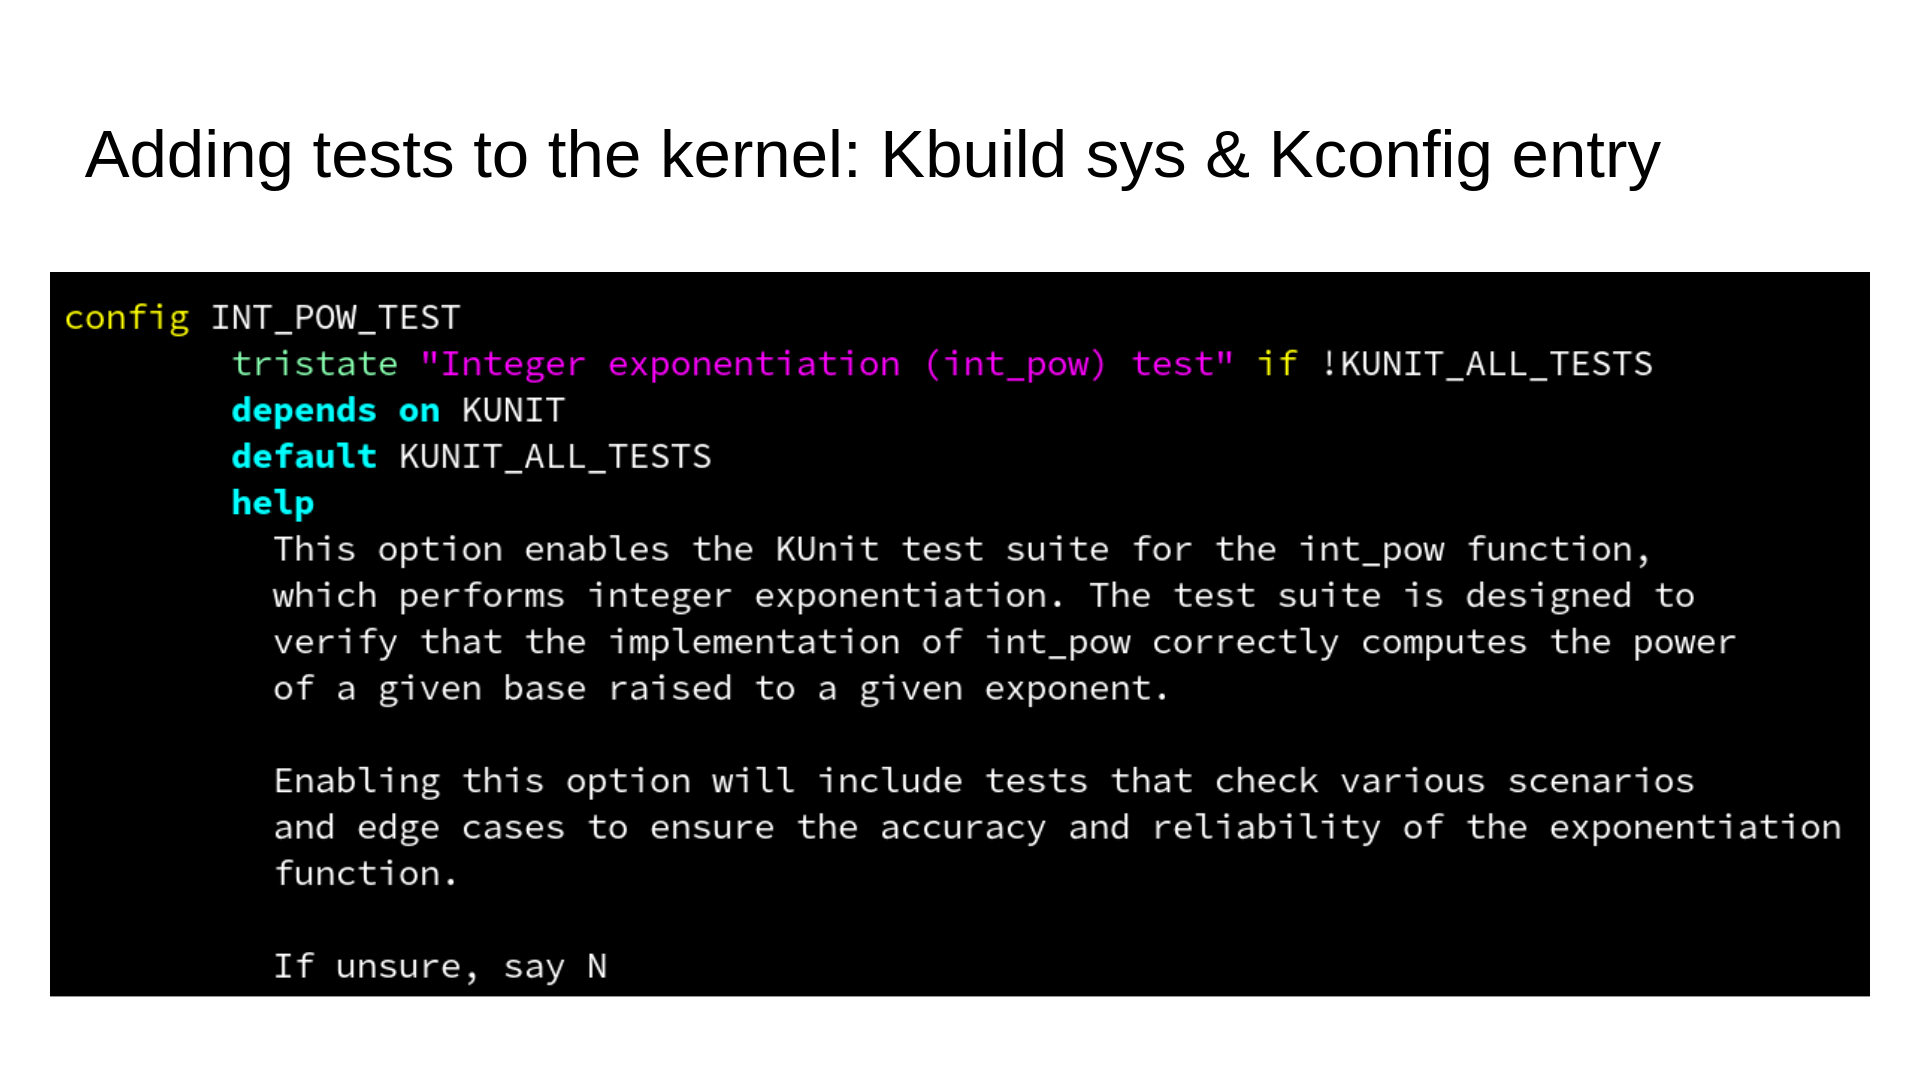 Adding tests to the kernel: Kbuild sys & Kconfig entry
config INT_POW_TEST
tristate "Integer exponentiation (int_pow) test" if !KUNIT_ALL_TESTS
depends on KUNIT
default KUNIT_ALL_TESTS
help
This option enables the KUnit test suite for the int_pow function,
which performs integer exponentiation. The test suite is designed to
verify that the implementation of int_pow correctly computes the power
of a given base raised to a given exponent.
Enabling this option will include tests that check various scenarios
and edge cases to ensure the accuracy and reliability of the exponentiation
function.
If unsure, say N